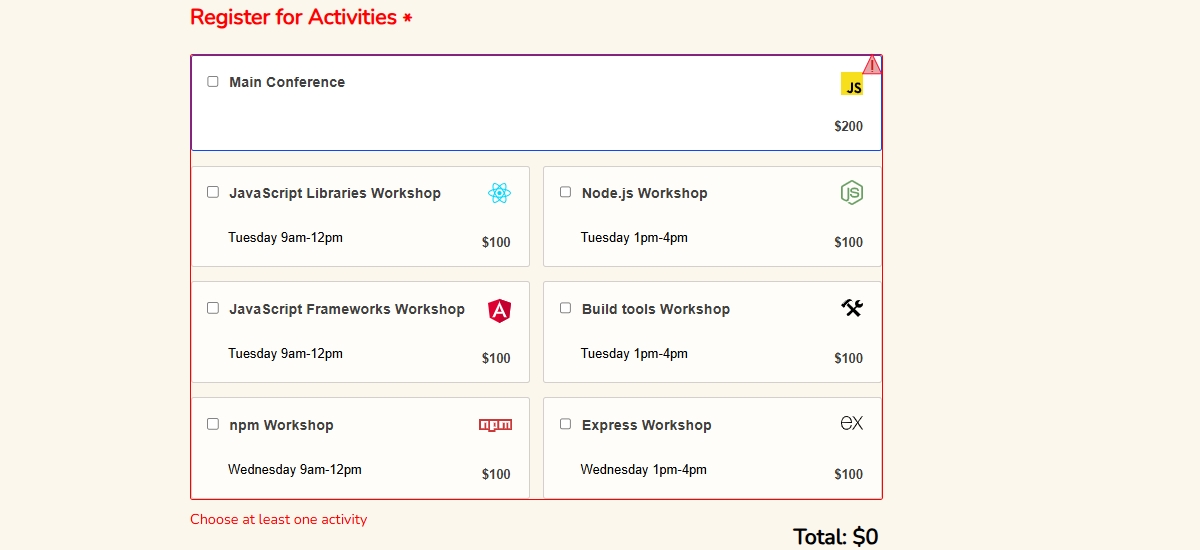 Register for Activities *
Main Conference
JS
$200
JavaScript Libraries Workshop
Tuesday 9am-12pm
$100
Node.js Workshop
JS
Tuesday 1pm-4pm
$100
JavaScript Frameworks Workshop
A
Tuesday 9am-12pm
$100
Build tools Workshop
Tuesday 1pm-4pm
$100
npm Workshop
npm
Wednesday 9am-12pm
$100
Express Workshop
ex
Wednesday 1pm-4pm
$100
Choose at least one activity
Total: $0